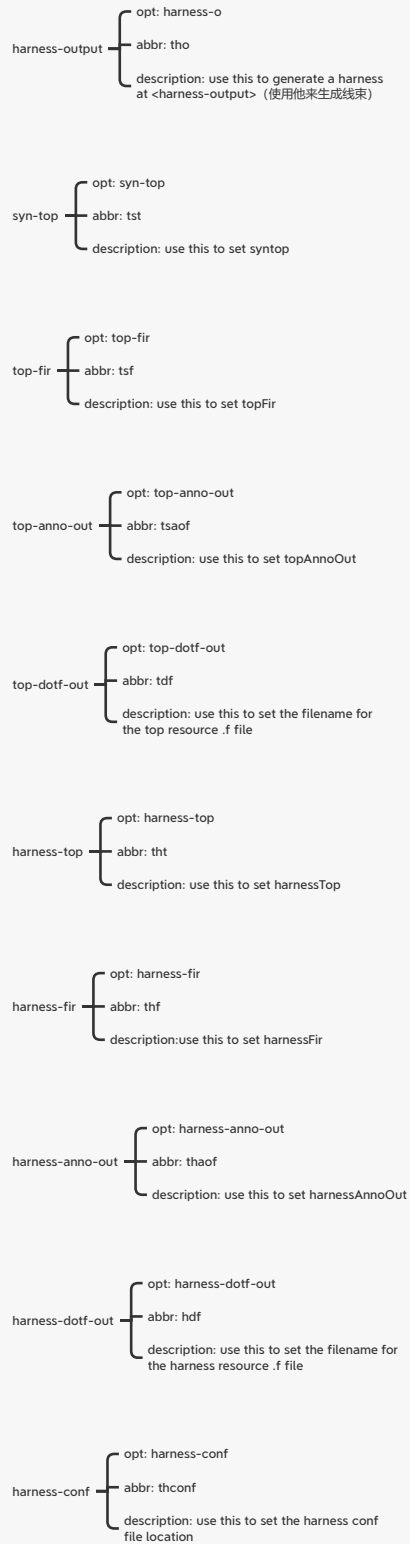 harness-output
opt: harness-o
abbr: tho
description: use this to generate a harness
at <harness-output>（使用他来生成线束）
syn-top
opt: syn-top
abbr: tst
description: use this to set syntop
top-fir
opt: top-fir
abbr: tsf
description: use this to set topFir
top-anno-out
opt: top-anno-out
abbr: tsaof
description: use this to set topAnnoOut
top-dotf-out
opt: top-dotf-out
abbr: tdf
description: use this to set the filename for
the top resource .f file
harness-top
opt: harness-top
abbr: tht
description: use this to set harnessTop
harness-fir
opt: harness-fir
abbr: thf
description:use this to set harnessFir
harness-anno-out
opt: harness-anno-out
abbr: thaof
description: use this to set harnessAnnoOut
harness-dotf-out
opt: harness-dotf-out
abbr: hdf
description: use this to set the filename for
the harness resource .f file
harness-conf
opt: harness-conf
abbr: thconf
description: use this to set the harness conf
file location